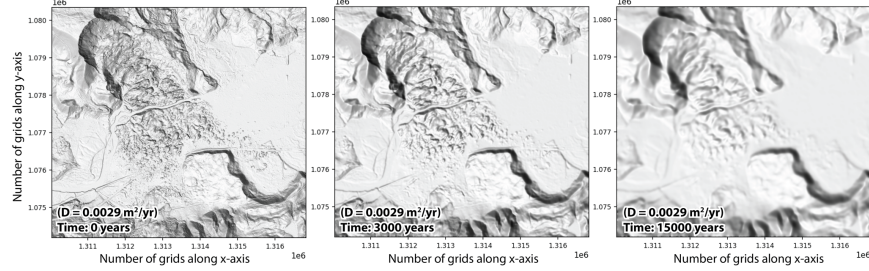 1e6
1.080
1.079
1.078
1.077
1.076
1.075
Number of grids along y-axis
(D = 0.0029 m²/yr)
Time: 0 years
1.311 1.312 1.313 1.314 1.315 1.316
1e6
Number of grids along x-axis
1e6
1.080
1.079
1.078
1.077
1.076
1.075
(D = 0.0029 m²/yr)
Time: 3000 years
1.311 1.312 1.313 1.314 1.315 1.316
1e6
Number of grids along x-axis
1e6
1.080
1.079
1.078
1.077
1.076
1.075
(D = 0.0029 m²/yr)
Time: 15000 years
1.311 1.312 1.313 1.314 1.315 1.316
1e6
Number of grids along x-axis